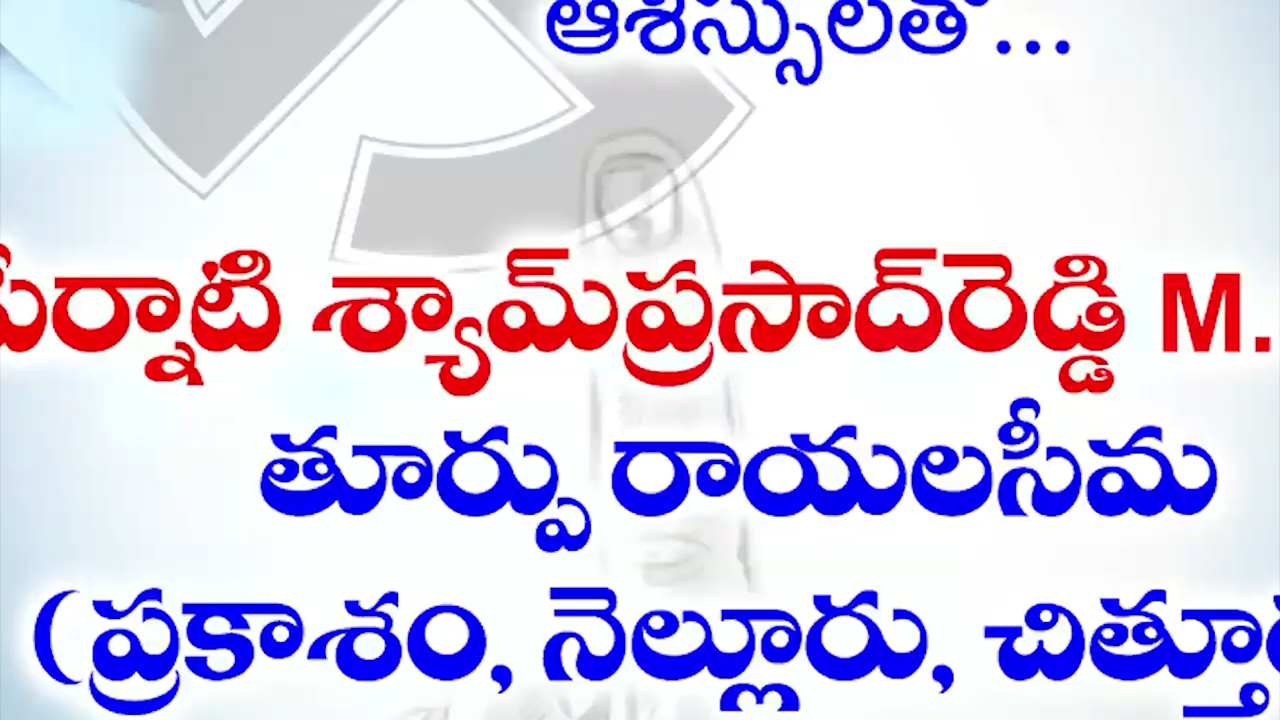 ఆశీస్సులతో...
పేర్నాటి శ్యామ్‌ప్రసాద్‌రెడ్డి M.
తూర్పు రాయలసీమ
(ప్రకాశం, నెల్లూరు, చిత్తూ